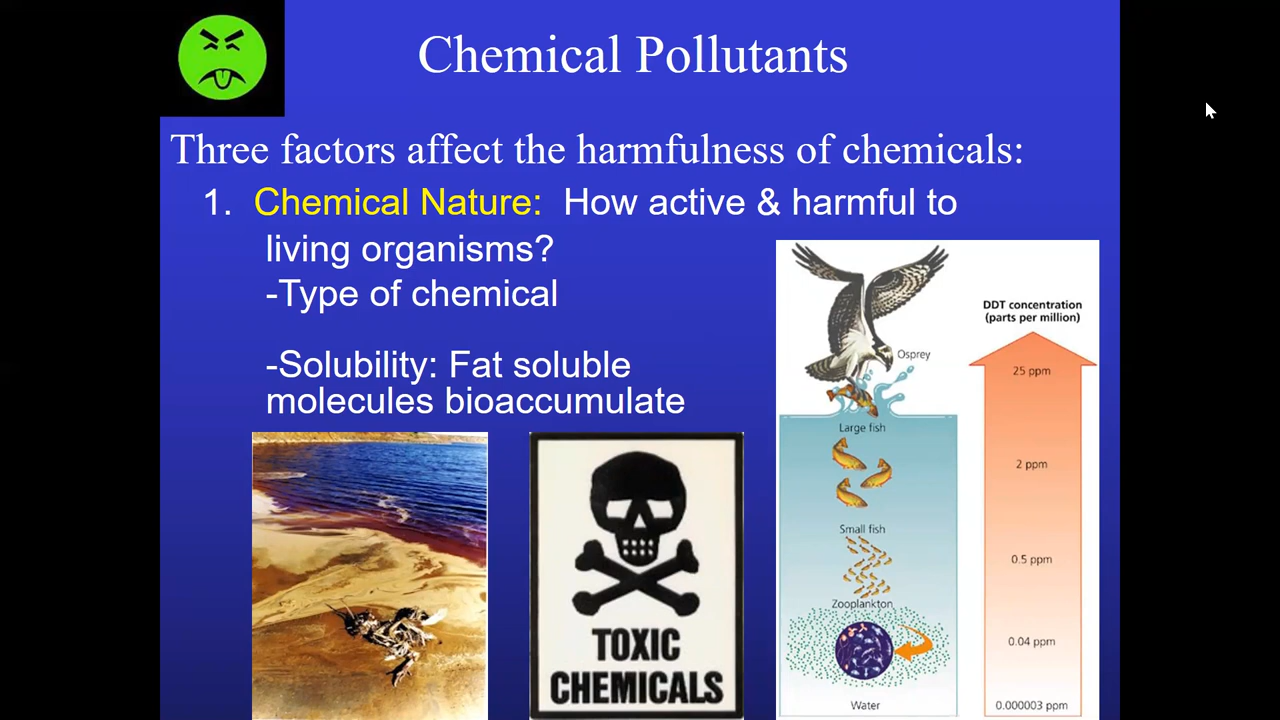 Chemical Pollutants
Three factors affect the harmfulness of chemicals:
1. Chemical Nature: How active & harmful to
living organisms?
-Type of chemical
-Solubility: Fat soluble
molecules bioaccumulate
TOXIC
CHEMICALS
DDT concentration
(parts per million)
Osprey
25 ppm
Large fish
2 ppm
Small fish
0.5 ppm
Zooplankton
0.04 ppm
Water
0.000003 ppm